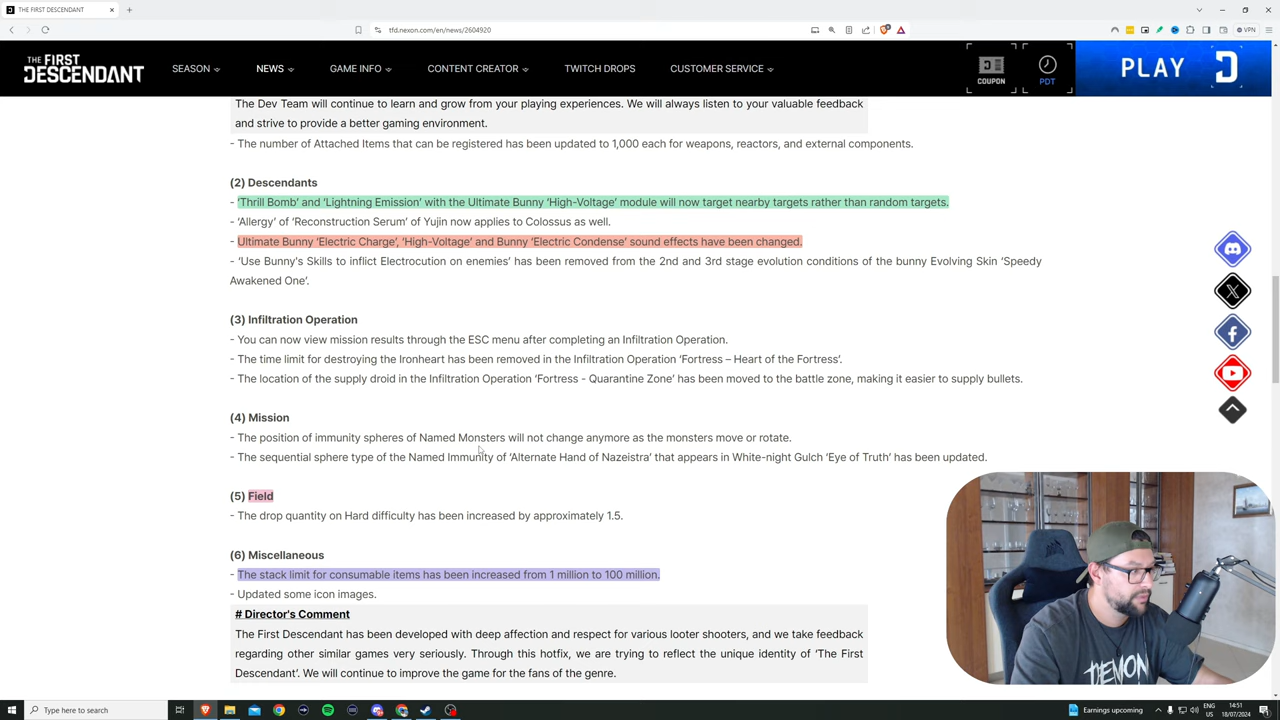 THE FIRST DESCENDANT
tfd.nexon.com/en/news/2604920
VPN
THE FIRST
DESCENDANT
SEASON
NEWS
GAME INFO
CONTENT CREATOR
TWITCH DROPS
CUSTOMER SERVICE
COUPON
PDT
PLAY
The Dev Team will continue to learn and grow from your playing experiences. We will always listen to your valuable feedback
and strive to provide a better gaming environment.
- The number of Attached Items that can be registered has been updated to 1,000 each for weapons, reactors, and external components.
(2) Descendants
- ‘Thrill Bomb’ and ‘Lightning Emission’ with the Ultimate Bunny ‘High-Voltage’ module will now target nearby targets rather than random targets.
- ‘Allergy’ of ‘Reconstruction Serum’ of Yujin now applies to Colossus as well.
- Ultimate Bunny ‘Electric Charge’, ‘High-Voltage’ and Bunny ‘Electric Condense’ sound effects have been changed.
- ‘Use Bunny's Skills to inflict Electrocution on enemies’ has been removed from the 2nd and 3rd stage evolution conditions of the bunny Evolving Skin ‘Speedy
Awakened One’.
(3) Infiltration Operation
- You can now view mission results through the ESC menu after completing an Infiltration Operation.
- The time limit for destroying the Ironheart has been removed in the Infiltration Operation ‘Fortress – Heart of the Fortress’.
- The location of the supply droid in the Infiltration Operation ‘Fortress - Quarantine Zone’ has been moved to the battle zone, making it easier to supply bullets.
(4) Mission
- The position of immunity spheres of Named Monsters will not change anymore as the monsters move or rotate.
- The sequential sphere type of the Named Immunity of ‘Alternate Hand of Nazeistra’ that appears in White-night Gulch ‘Eye of Truth’ has been updated.
(5) Field
- The drop quantity on Hard difficulty has been increased by approximately 1.5.
(6) Miscellaneous
- The stack limit for consumable items has been increased from 1 million to 100 million.
- Updated some icon images.
# Director's Comment
The First Descendant has been developed with deep affection and respect for various looter shooters, and we take feedback
regarding other similar games very seriously. Through this hotfix, we are trying to reflect the unique identity of ‘The First
Descendant’. We will continue to improve the game for the fans of the genre.
DEMON
Type here to search
Earnings upcoming
ENG
US
14:51
18/07/2024